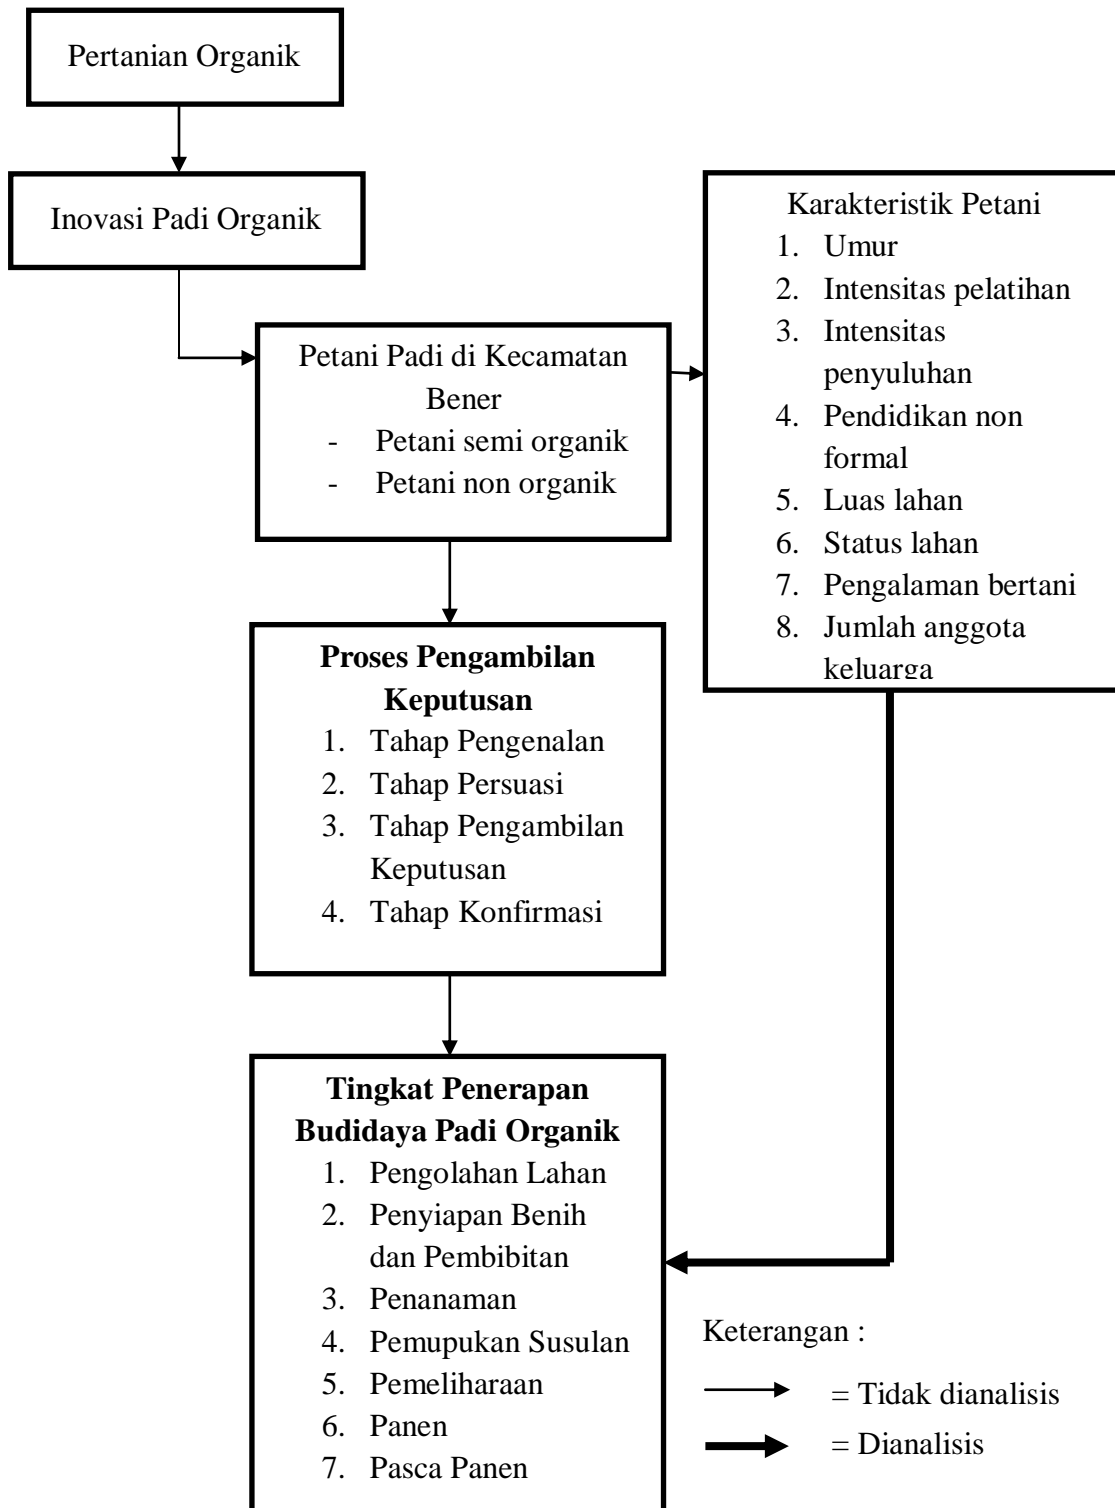 Pertanian Organik
Inovasi Padi Organik
Karakteristik Petani
1. Umur
2. Intensitas pelatihan
3. Intensitas
penyuluhan
4. Pendidikan non
formal
5. Luas lahan
6. Status lahan
7. Pengalaman bertani
8. Jumlah anggota
keluarga
Petani Padi di Kecamatan
Bener
- Petani semi organik
- Petani non organik
Proses Pengambilan
Keputusan
1. Tahap Pengenalan
2. Tahap Persuasi
3. Tahap Pengambilan
Keputusan
4. Tahap Konfirmasi
Tingkat Penerapan
Budidaya Padi Organik
1. Pengolahan Lahan
2. Penyiapan Benih
dan Pembibitan
3. Penanaman
4. Pemupukan Susulan
5. Pemeliharaan
6. Panen
7. Pasca Panen
Keterangan :
= Tidak dianalisis
= Dianalisis